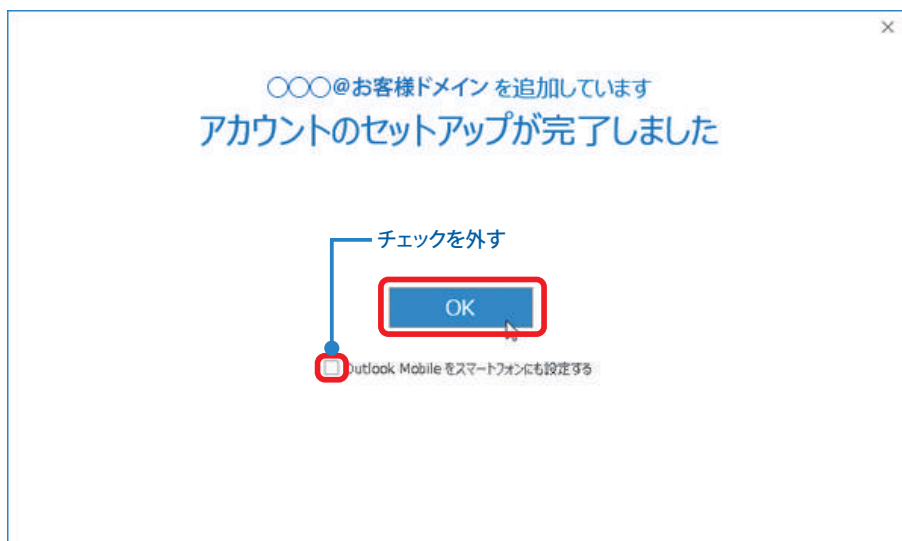 ○○○@お客様ドメイン を追加しています
アカウントのセットアップが完了しました
チェックを外す
OK
Outlook Mobile をスマートフォンにも設定する